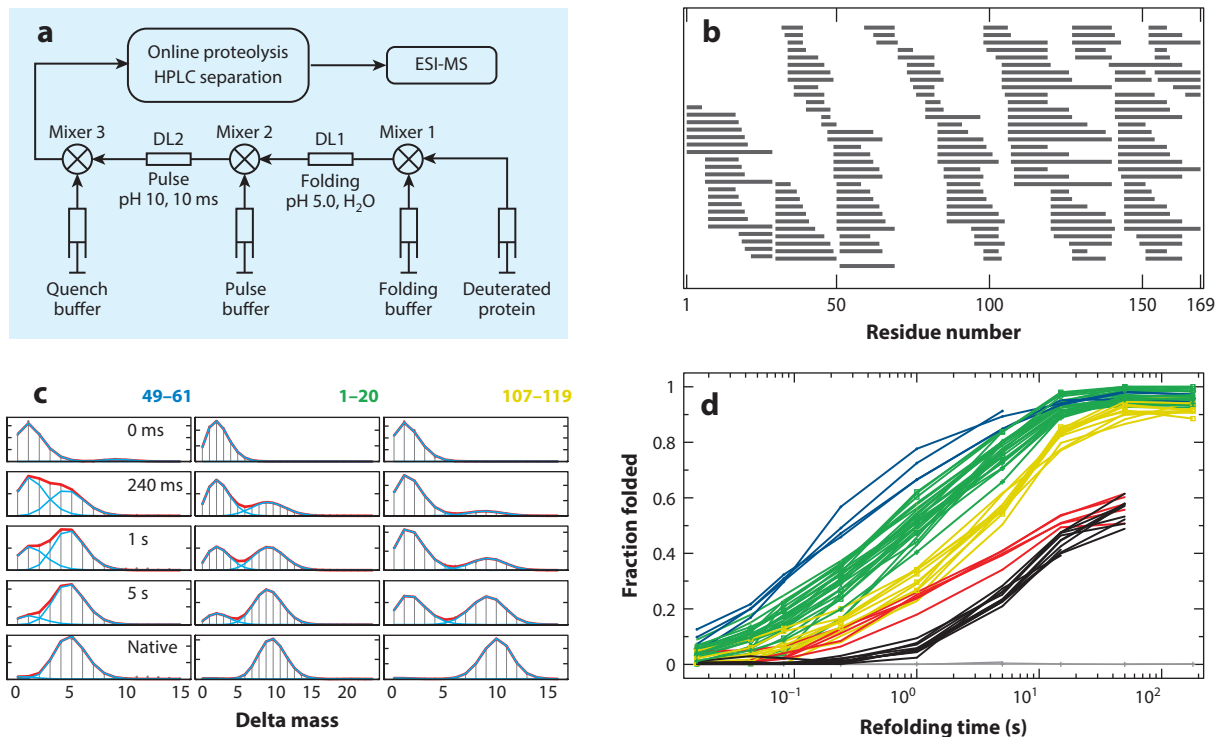 a
Online proteolysis
HPLC separation
ESI-MS
Mixer 3
DL2
Mixer 2
DL1
Mixer 1
Pulse
pH 10, 10 ms
Folding
pH 5.0, H₂O
Quench
buffer
Pulse
buffer
Folding
buffer
Deuterated
protein
b
1
50
100
150
169
Residue number
c
49–61
1–20
107–119
0 ms
240 ms
1 s
5 s
Native
0 5 10 15
0 5 10 15 20
0 5 10 15
Delta mass
d
1
0.8
0.6
0.4
0.2
0
Fraction folded
10⁻¹
10⁰
10¹
10²
Refolding time (s)